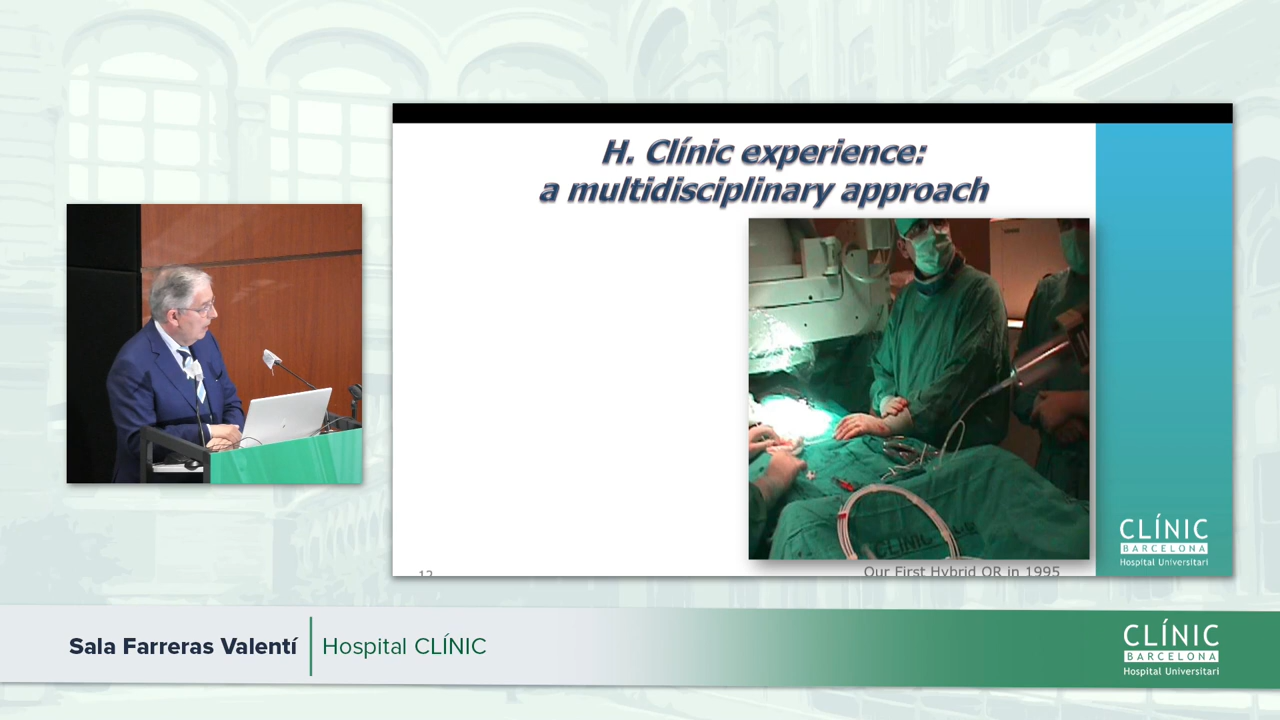 H. Clínic experience:
a multidisciplinary approach
CLÍNIC
BARCELONA
Hospital Universitari
12
Our First Hybrid OR in 1995
Sala Farreras Valentí
Hospital CLÍNIC
CLÍNIC
BARCELONA
Hospital Universitari